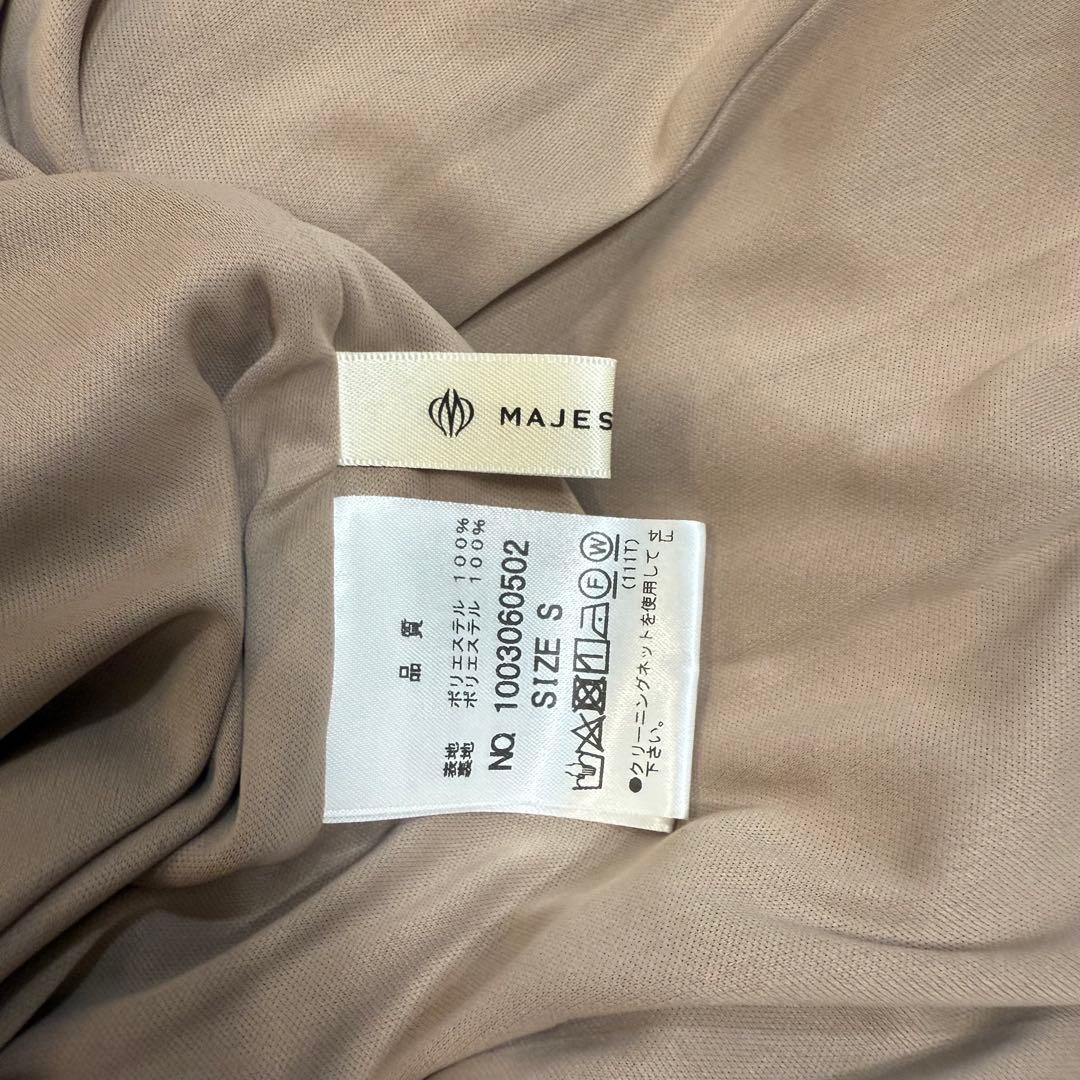 MAJES
品質
表地 ポリエステル 100%
裏地 ポリエステル 100%
NO. 1003060502
SIZE S
F W
(111T)
●クリーニングネットを使用して
下さい。